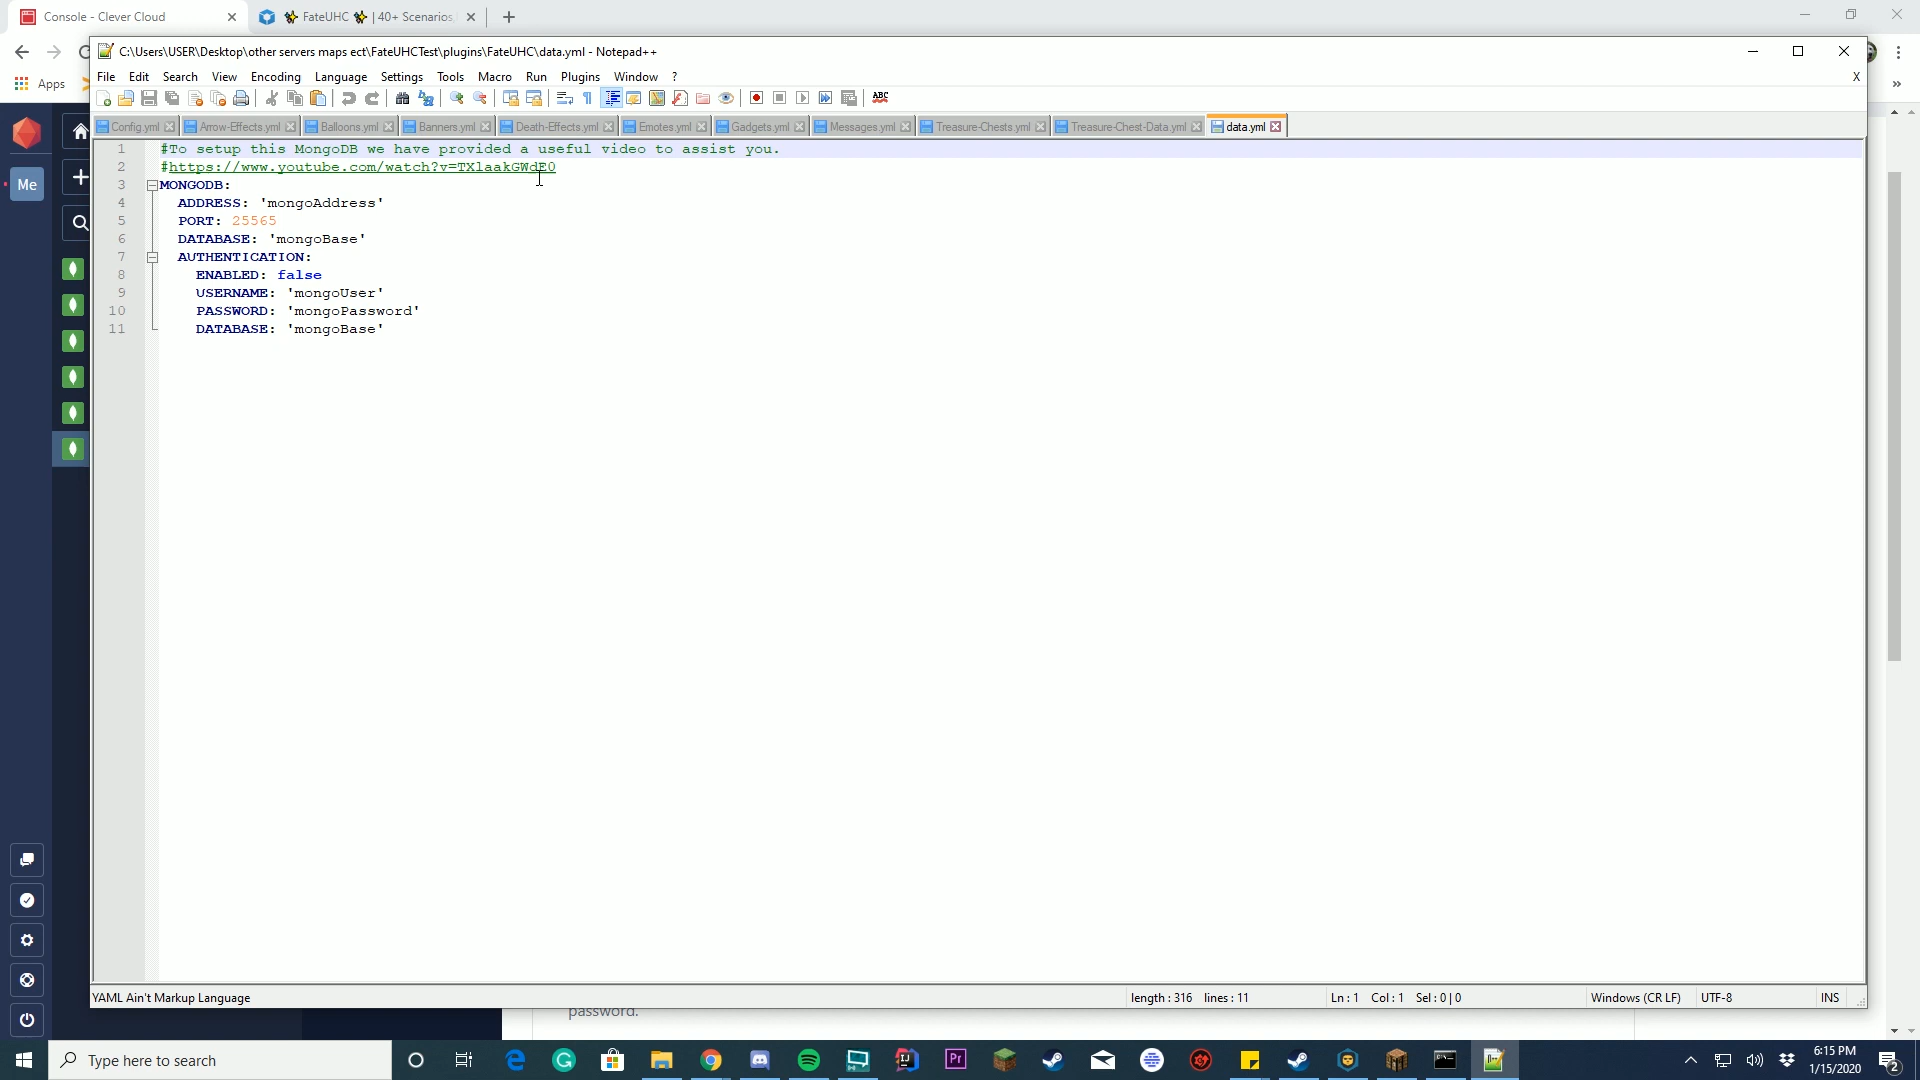 Console - Clever Cloud
FateUHC | 40+ Scenarios
Apps
C:\Users\USER\Desktop\other servers maps ect\FateUHCTest\plugins\FateUHC\data.yml - Notepad++
File Edit Search View Encoding Language Settings Tools Macro Run Plugins Window ? X
ABC
Config.yml Arrow-Effects.yml Balloons.yml Banners.yml Death-Effects.yml Emotes.yml Gadgets.yml Messages.yml Treasure-Chests.yml Treasure-Chest-Data.yml data.yml
Me
1 #To setup this MongoDB we have provided a useful video to assist you.
2 #https://www.youtube.com/watch?v=TXlaakGWdE0
3 MONGODB:
4 ADDRESS: 'mongoAddress'
5 PORT: 25565
6 DATABASE: 'mongoBase'
7 AUTHENTICATION:
8 ENABLED: false
9 USERNAME: 'mongoUser'
10 PASSWORD: 'mongoPassword'
11 DATABASE: 'mongoBase'
YAML Ain't Markup Language length : 316 lines : 11 Ln : 1 Col : 1 Sel : 0 | 0 Windows (CR LF) UTF-8 INS
password.
Type here to search
Pr
6:15 PM
1/15/2020
2